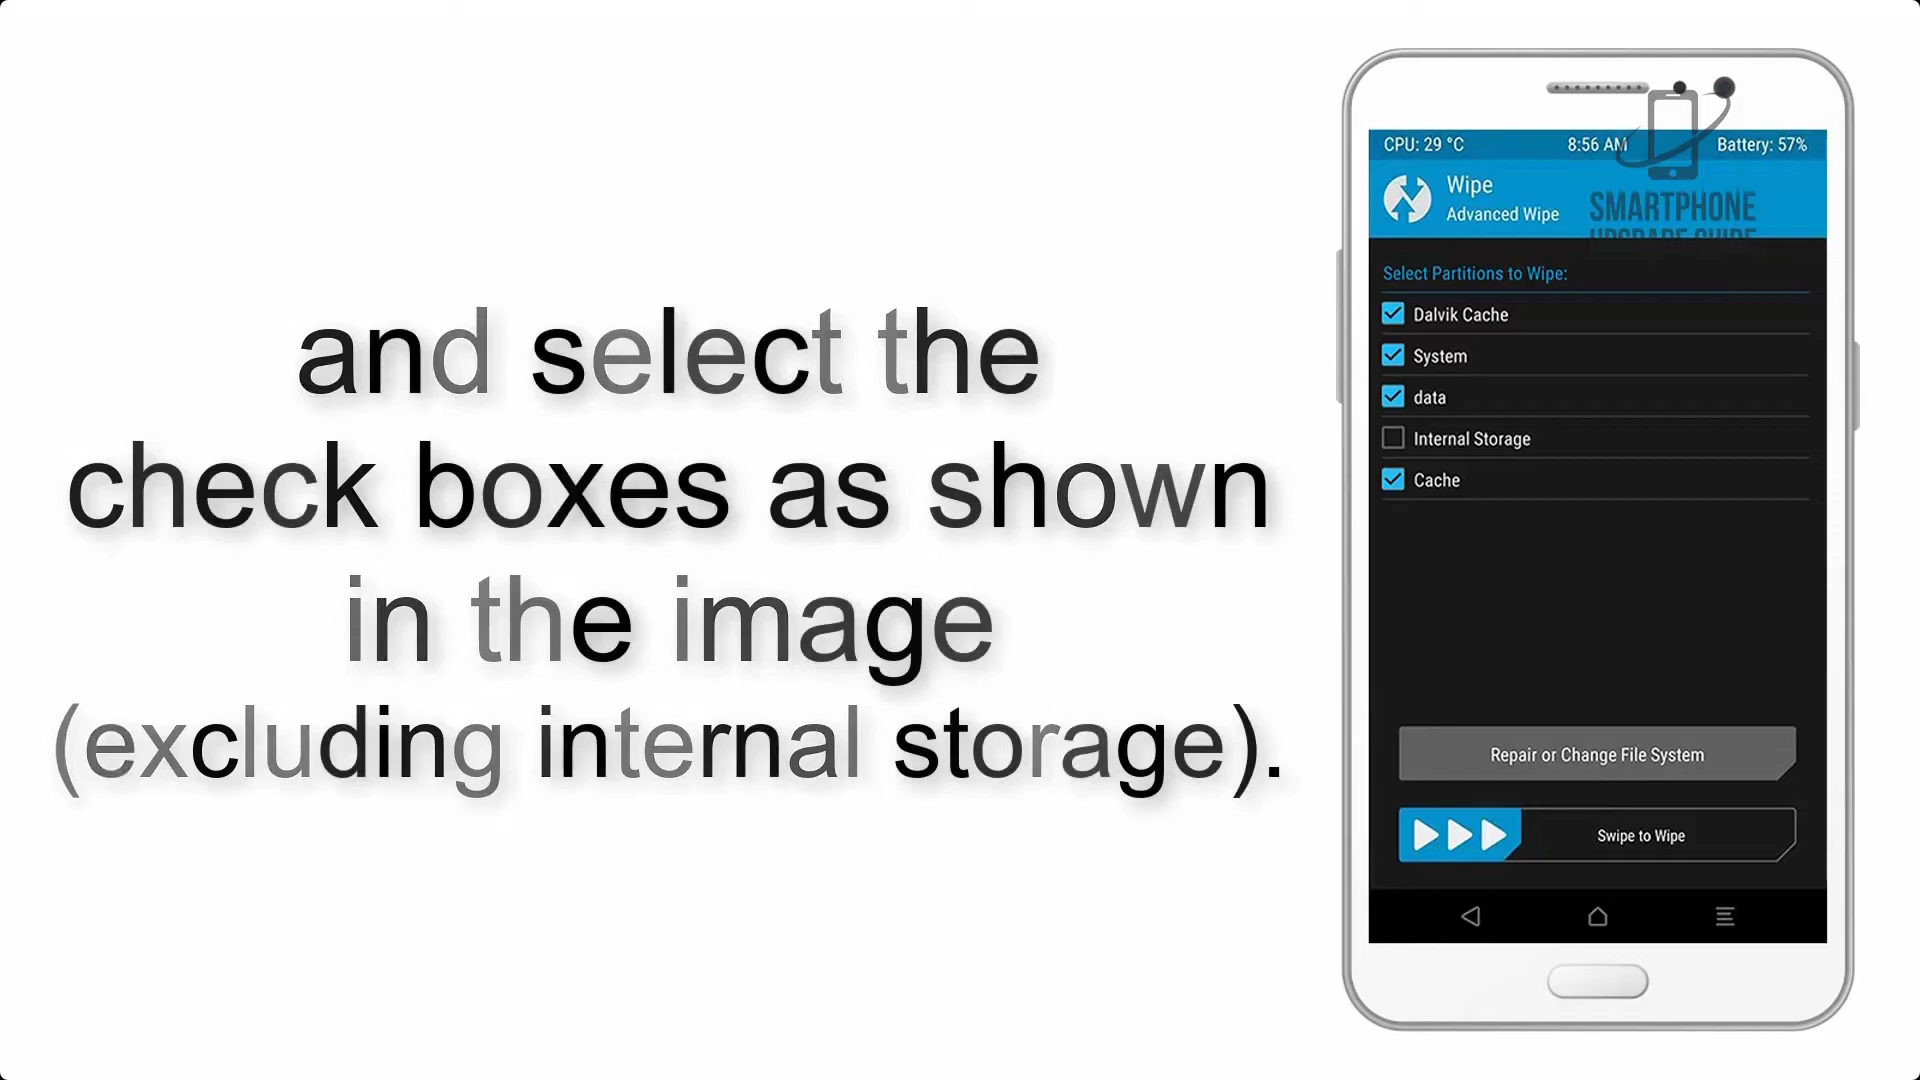 and select the
check boxes as shown
in the image
(excluding internal storage).
CPU: 29 °C 8:56 AM Battery: 57%
Wipe
Advanced Wipe
SMARTPHONE
UPGRADE GUIDE
Select Partitions to Wipe:
Dalvik Cache
System
data
Internal Storage
Cache
Repair or Change File System
Swipe to Wipe